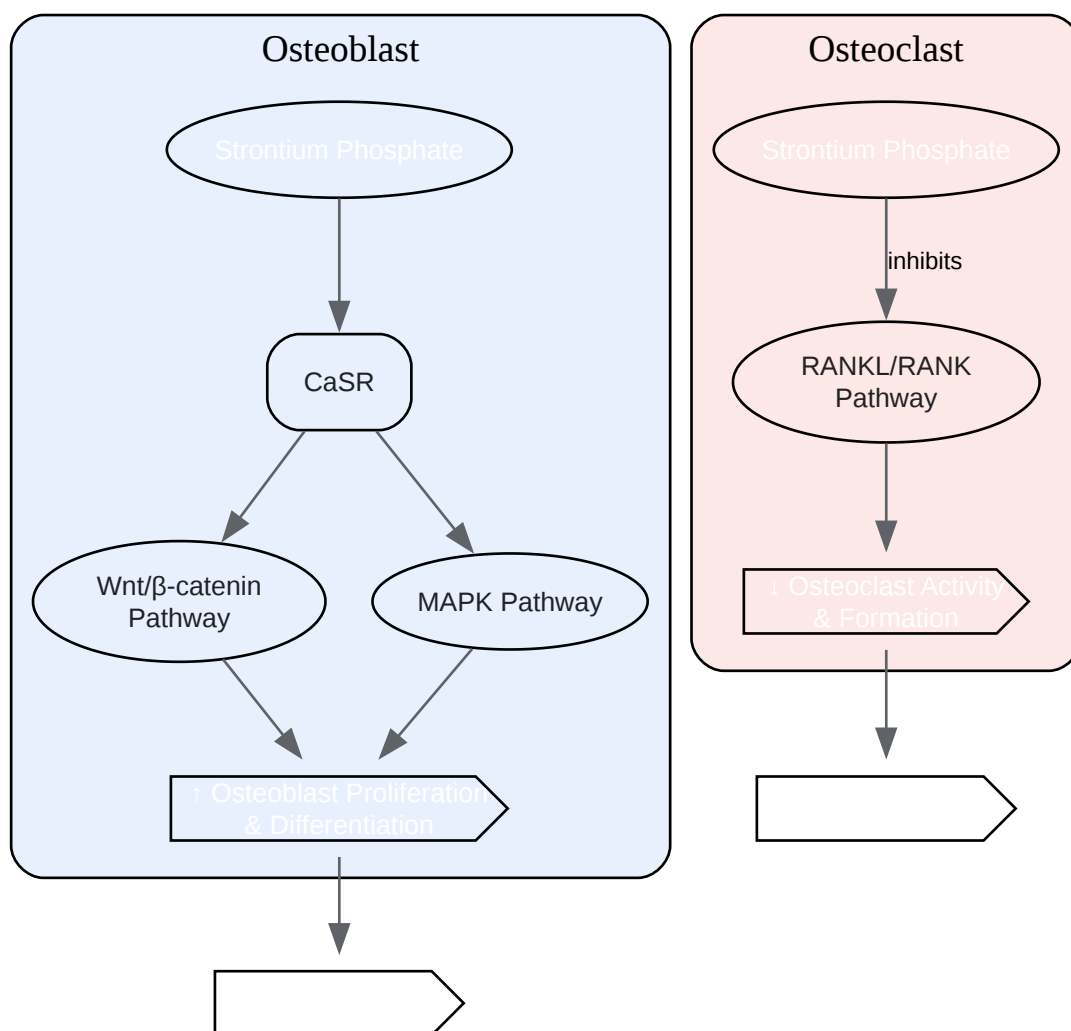 Osteoblast
Strontium Phosphate
CaSR
Wnt/β-catenin
Pathway
MAPK Pathway
↑ Osteoblast Proliferation
& Differentiation
Osteoclast
Strontium Phosphate
inhibits
RANKL/RANK
Pathway
↓ Osteoclast Activity
& Formation